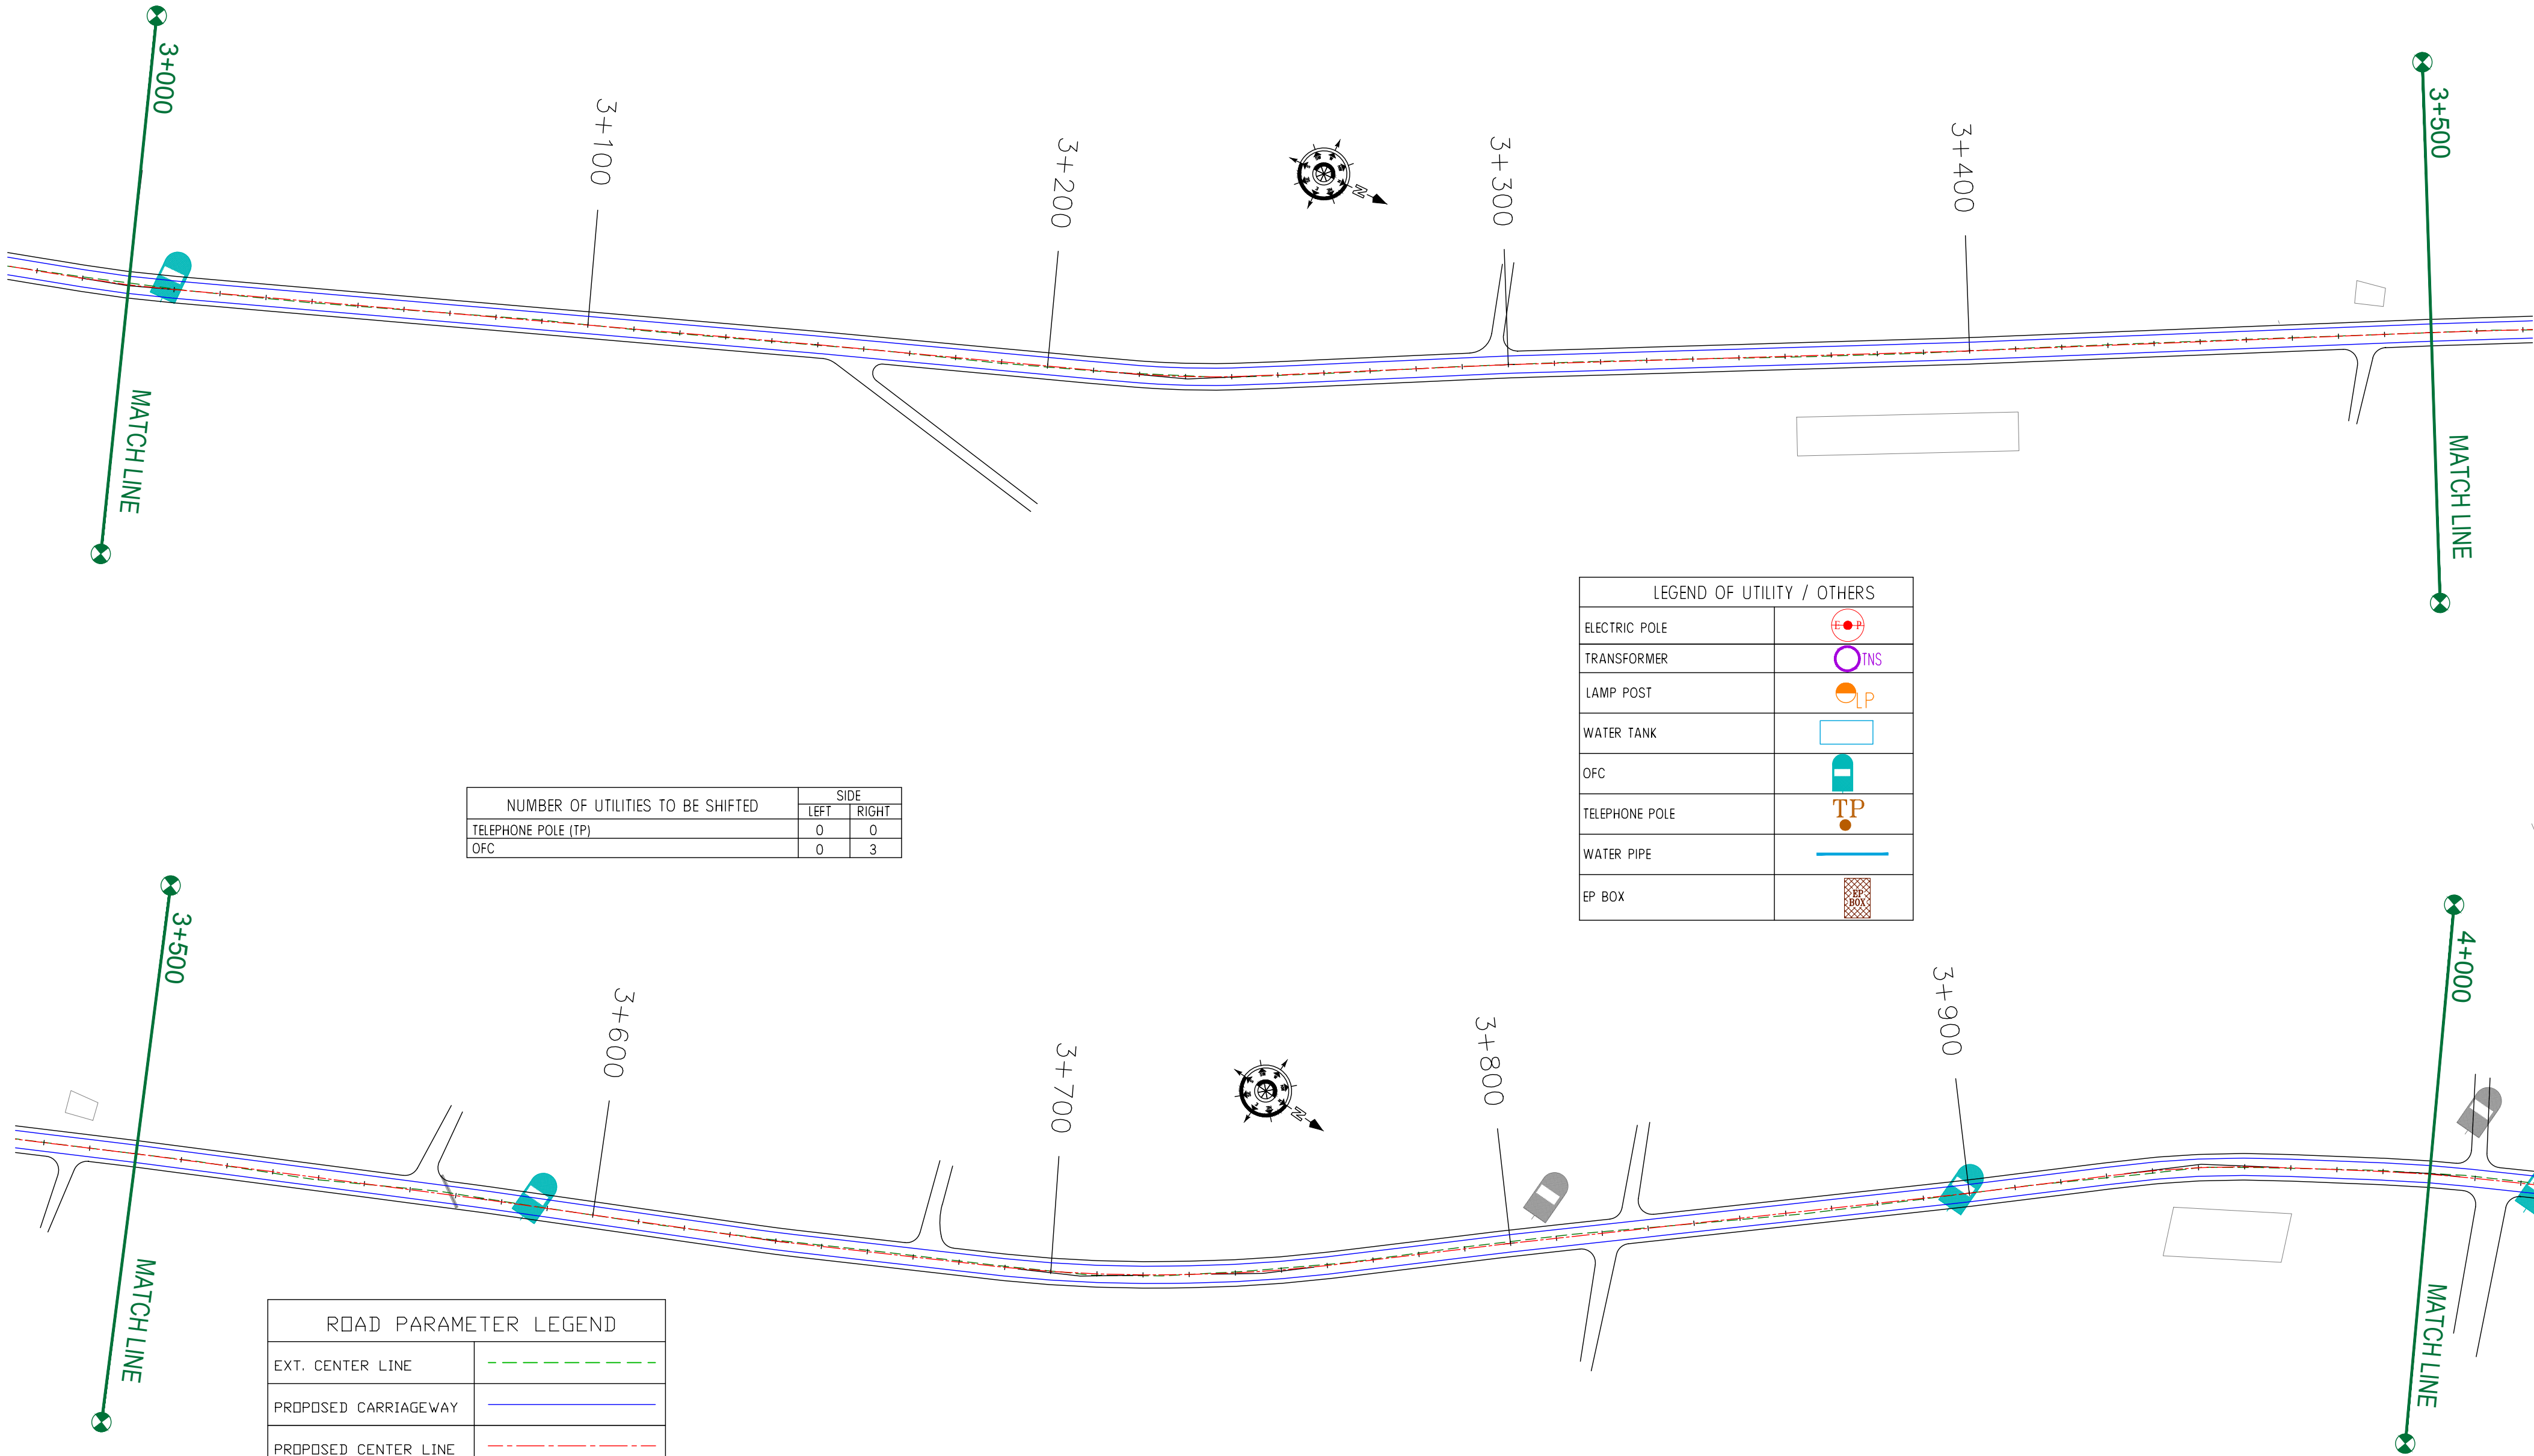 3+000
3+100
3+200
3+300
3+400
3+500
N
MATCH LINE
MATCH LINE
LEGEND OF UTILITY / OTHERS
ELECTRIC POLE E P
TRANSFORMER TNS
LAMP POST LP
WATER TANK
OFC
TELEPHONE POLE TP
WATER PIPE
EP BOX EP BOX
NUMBER OF UTILITIES TO BE SHIFTED SIDE
LEFT RIGHT
TELEPHONE POLE (TP) 0 0
OFC 0 3
3+500
3+600
3+700
3+800
3+900
4+000
N
MATCH LINE
MATCH LINE
ROAD PARAMETER LEGEND
EXT. CENTER LINE
PROPOSED CARRIAGEWAY
PROPOSED CENTER LINE